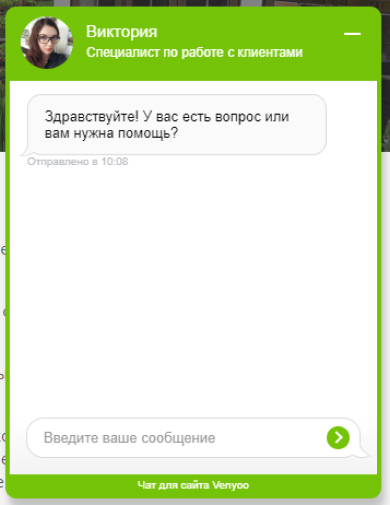 Виктория
Специалист по работе с клиентами
Здравствуйте! У вас есть вопрос или
вам нужна помощь?
Отправлено в 10:08
Введите ваше сообщение
Чат для сайта Venyoo